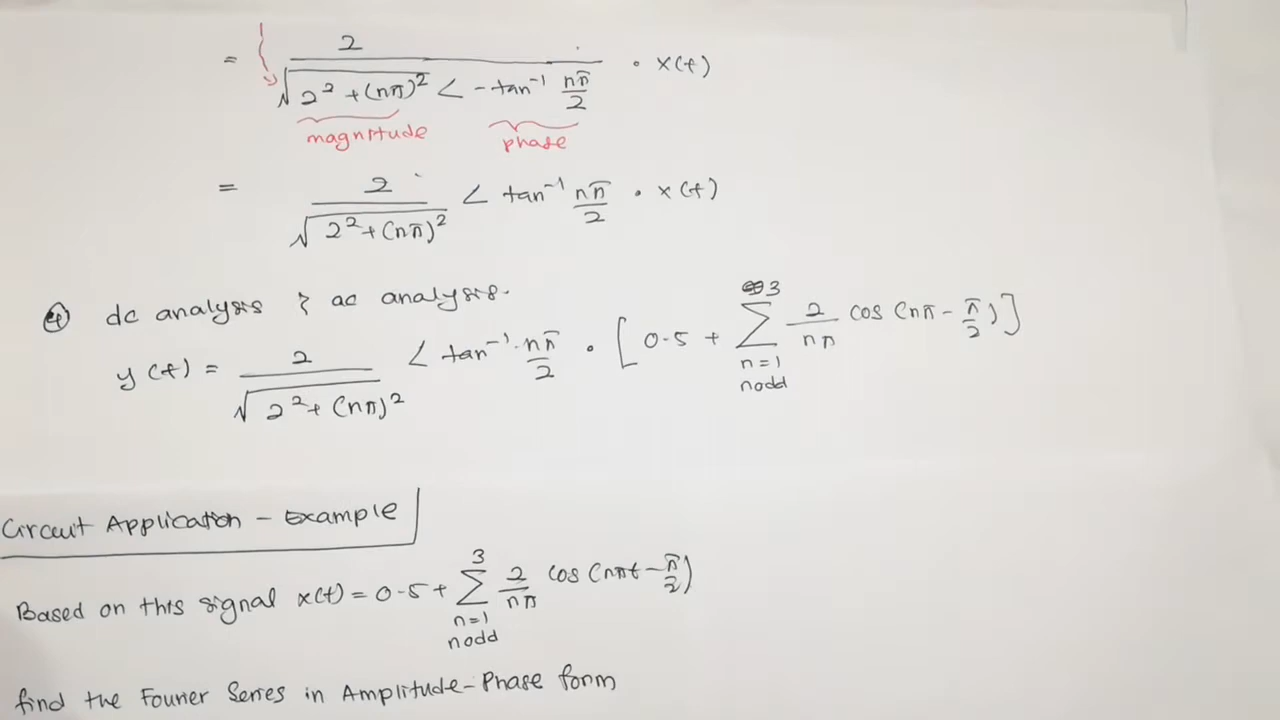 = 2 / √(2² + (nπ)²) ∠ -tan⁻¹ nπ/2 · x(t)
magnitude phase
= 2 / √(2² + (nπ)²) ∠ tan⁻¹ nπ/2 · x(t)
④ dc analysis & ac analysis.
y(t) = 2 / √(2² + (nπ)²) ∠ tan⁻¹ nπ/2 · [0.5 + 3 Σ n=1 nodd 2/nπ cos(nπ - π/2)]
Circuit Application - Example
Based on this signal x(t) = 0.5 + 3 Σ n=1 nodd 2/nπ cos(nπt - π/2)
find the Fourier Series in Amplitude-Phase form